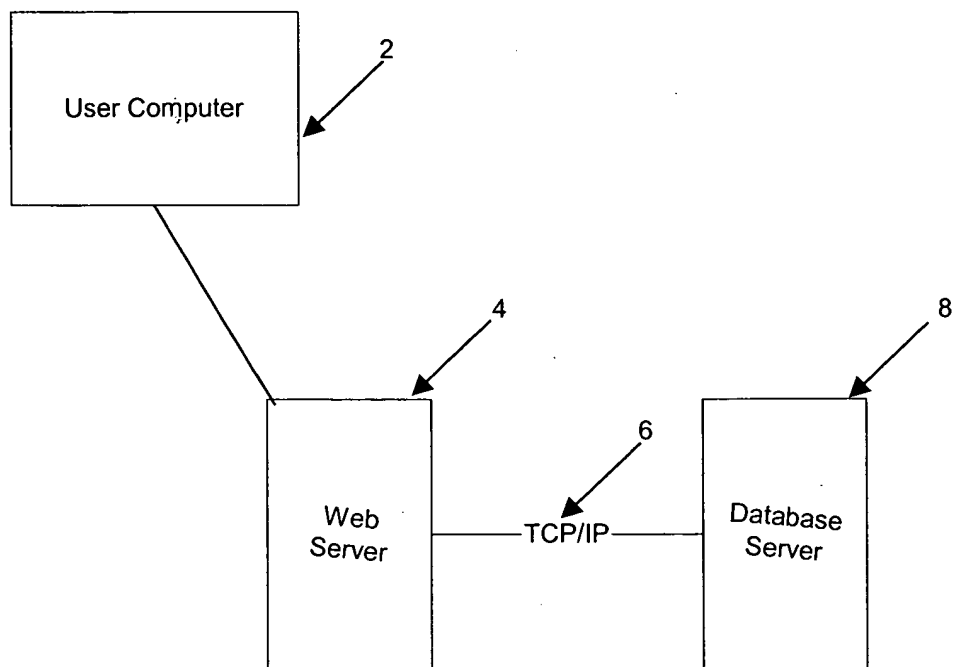 2
User Computer
4
8
6
Web
Server
TCP/IP
Database
Server